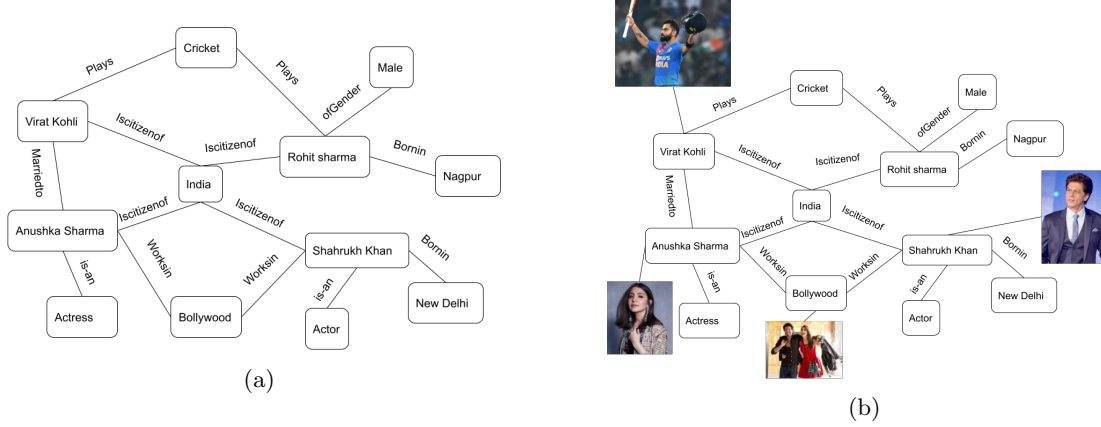 Cricket
Plays
Plays
Male
ofGender
Virat Kohli
Iscitizenof
Iscitizenof
Rohit sharma
Bornin
Nagpur
Marriedto
India
Iscitizenof
Iscitizenof
Anushka Sharma
Worksin
Worksin
Shahrukh Khan
Bornin
is-an
is-an
New Delhi
Actress
Bollywood
Actor
(a)
INDIA
Cricket
Plays
Plays
Male
ofGender
Bornin
Nagpur
Virat Kohli
Iscitizenof
Iscitizenof
Rohit sharma
Marriedto
India
Iscitizenof
Iscitizenof
Anushka Sharma
Worksin
Worksin
Shahrukh Khan
Bornin
is-an
is-an
Bollywood
New Delhi
Actress
Actor
(b)